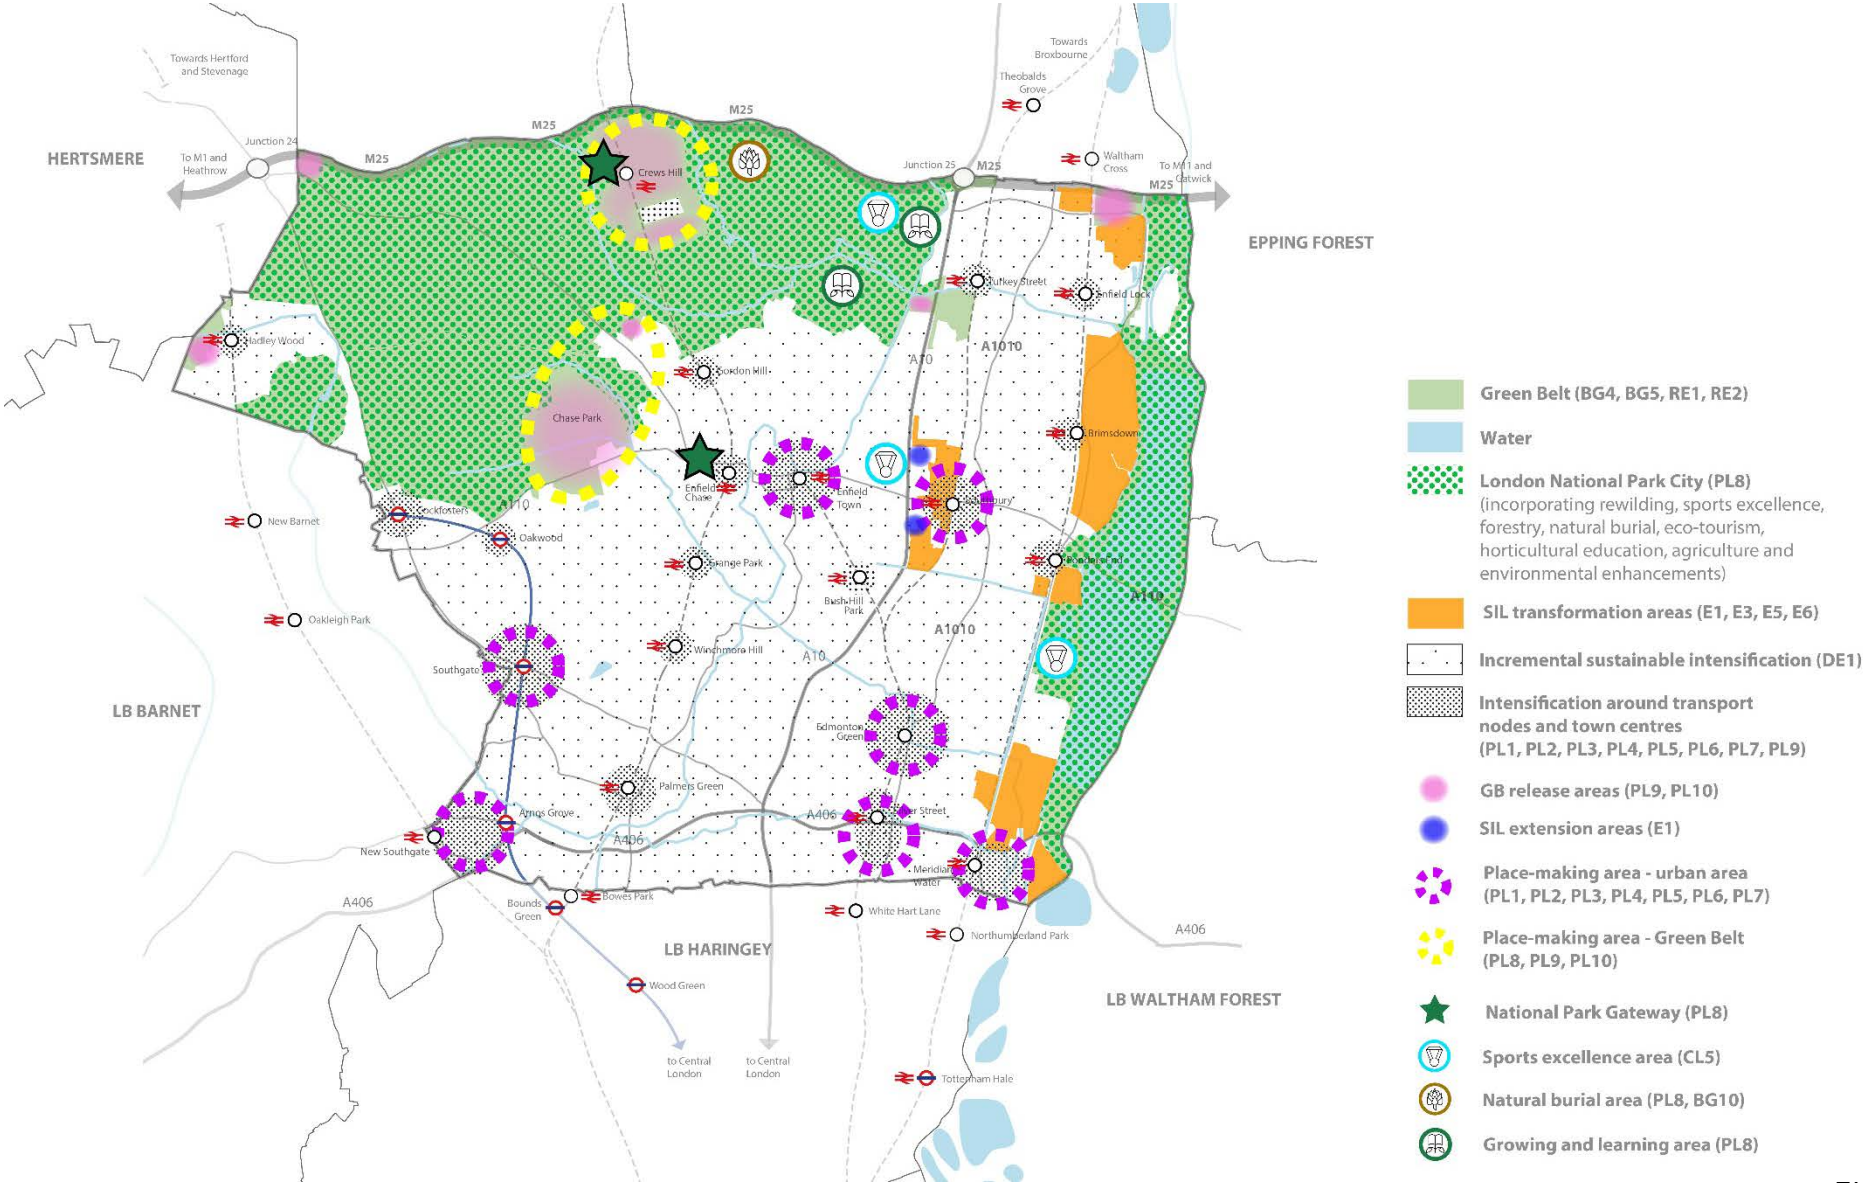 Towards Hertford
and Stevenage
Towards
Broxbourne
Theobalds
Grove
M25
M25
HERTSMERE
Junction 24
To M1 and
Heathrow
M25
Crews Hill
Junction 25
M25
Waltham
Cross
To M11 and
Gatwick
M25
EPPING FOREST
Turkey Street
Enfield Lock
Hadley Wood
A10
A1010
Gordon Hill
Chase Park
Brimsdown
Enfield
Chase
Enfield
Town
A110
Cockfosters
New Barnet
Oakwood
Grange Park
Ponders End
Bush Hill
Park
A110
Oakleigh Park
A1010
Winchmore Hill
A10
Southgate
LB BARNET
Edmonton
Green
Palmers Green
Arnos Grove
A406
Silver Street
A406
New Southgate
Meridian
Water
Bowes Park
A406
Bounds
Green
White Hart Lane
Northumberland Park
A406
LB HARINGEY
Wood Green
LB WALTHAM FOREST
to Central
London
to Central
London
Tottenham Hale
Green Belt (BG4, BG5, RE1, RE2)
Water
London National Park City (PL8)
(incorporating rewilding, sports excellence,
forestry, natural burial, eco-tourism,
horticultural education, agriculture and
environmental enhancements)
SIL transformation areas (E1, E3, E5, E6)
Incremental sustainable intensification (DE1)
Intensification around transport
nodes and town centres
(PL1, PL2, PL3, PL4, PL5, PL6, PL7, PL9)
GB release areas (PL9, PL10)
SIL extension areas (E1)
Place-making area - urban area
(PL1, PL2, PL3, PL4, PL5, PL6, PL7)
Place-making area - Green Belt
(PL8, PL9, PL10)
National Park Gateway (PL8)
Sports excellence area (CL5)
Natural burial area (PL8, BG10)
Growing and learning area (PL8)